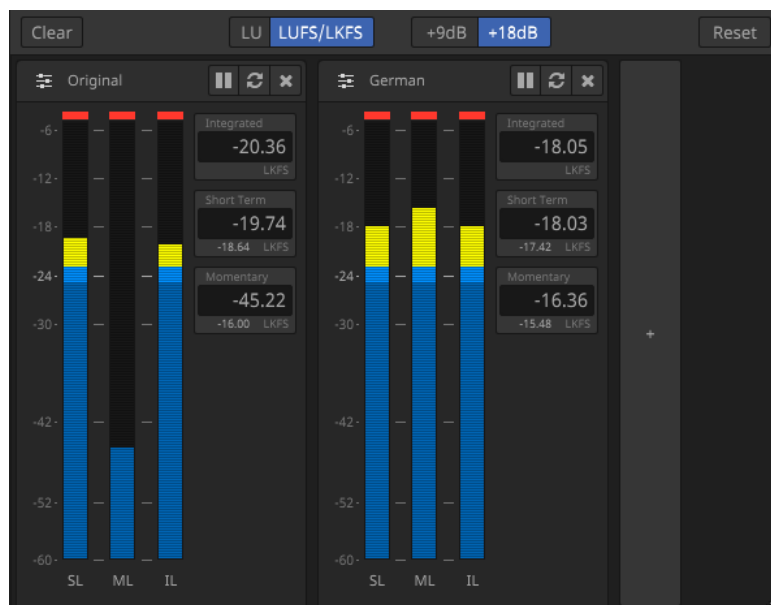 Clear LU LUFS/LKFS +9dB +18dB Reset
Original
-6-
-12-
-18-
-24-
-30-
-42-
-52-
-60-
SL ML IL
Integrated
-20.36
LKFS
Short Term
-19.74
-18.64 LKFS
Momentary
-45.22
-16.00 LKFS
German
-6-
-12-
-18-
-24-
-30-
-42-
-52-
-60-
SL ML IL
Integrated
-18.05
LKFS
Short Term
-18.03
-17.42 LKFS
Momentary
-16.36
-15.48 LKFS
+